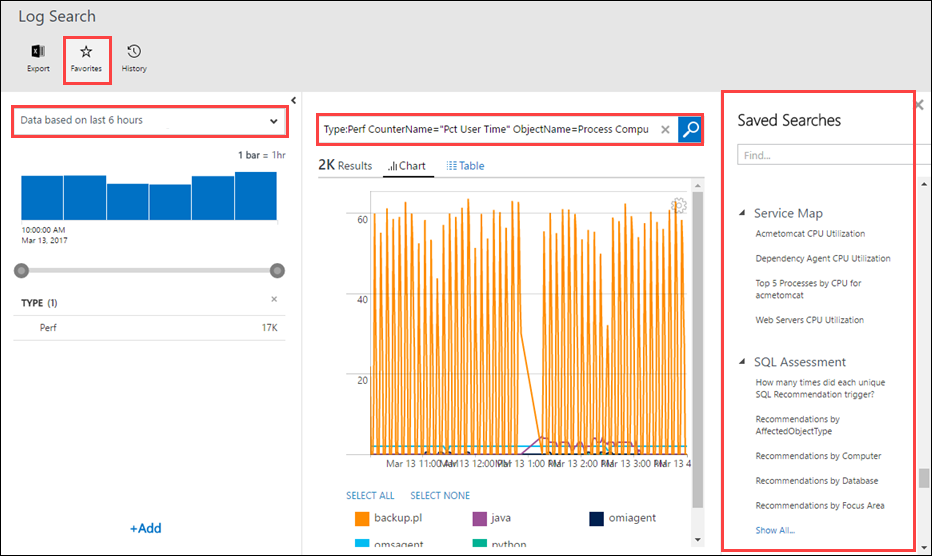 Log Search
Export
Favorites
History
Data based on last 6 hours
1 bar = 1hr
10:00:00 AM
Mar 13, 2017
TYPE (1)
Perf 17K
+Add
Type:Perf CounterName="Pct User Time" ObjectName=Process Compu
2K Results
Chart
Table
60
40
20
Mar 13 11:00 AM
Mar 13 12:00 PM
Mar 13 1:00 PM
Mar 13 2:00 PM
Mar 13 3:00 PM
Mar 13 4
SELECT ALL SELECT NONE
backup.pl java omiagent
omsagent python
Saved Searches
Find...
Service Map
Acmetomcat CPU Utilization
Dependency Agent CPU Utilization
Top 5 Processes by CPU for
acmetomcat
Web Servers CPU Utilization
SQL Assessment
How many times did each unique
SQL Recommendation trigger?
Recommendations by
AffectedObjectType
Recommendations by Computer
Recommendations by Database
Recommendations by Focus Area
Show All...